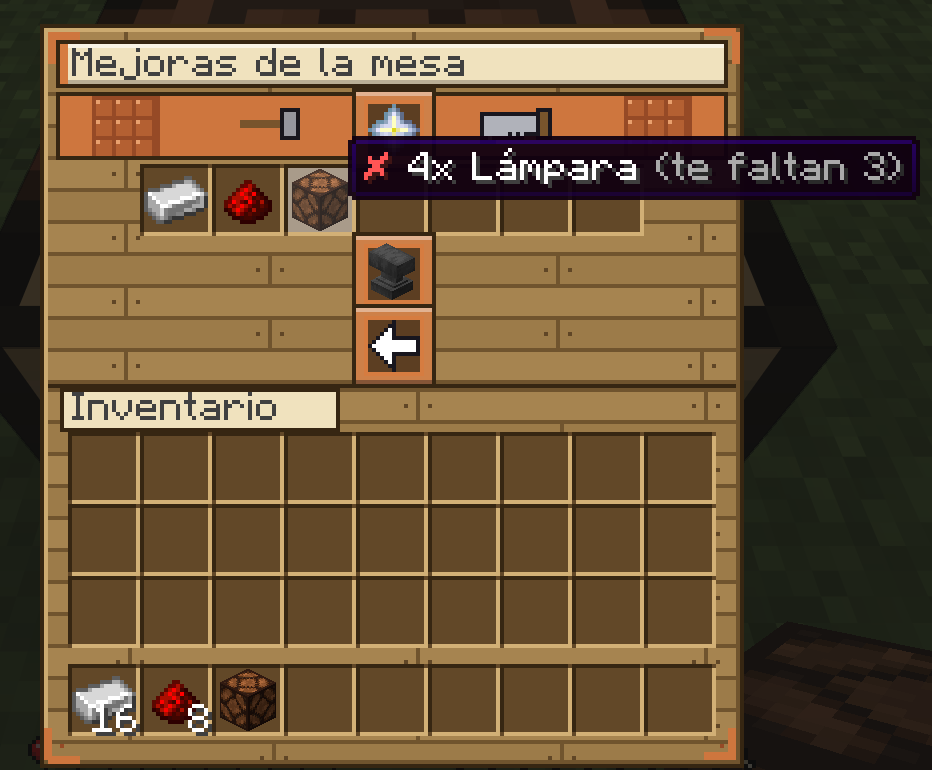 Mejoras de la mesa
✘ 4x Lámpara (te faltan 3)
Inventario
16 8